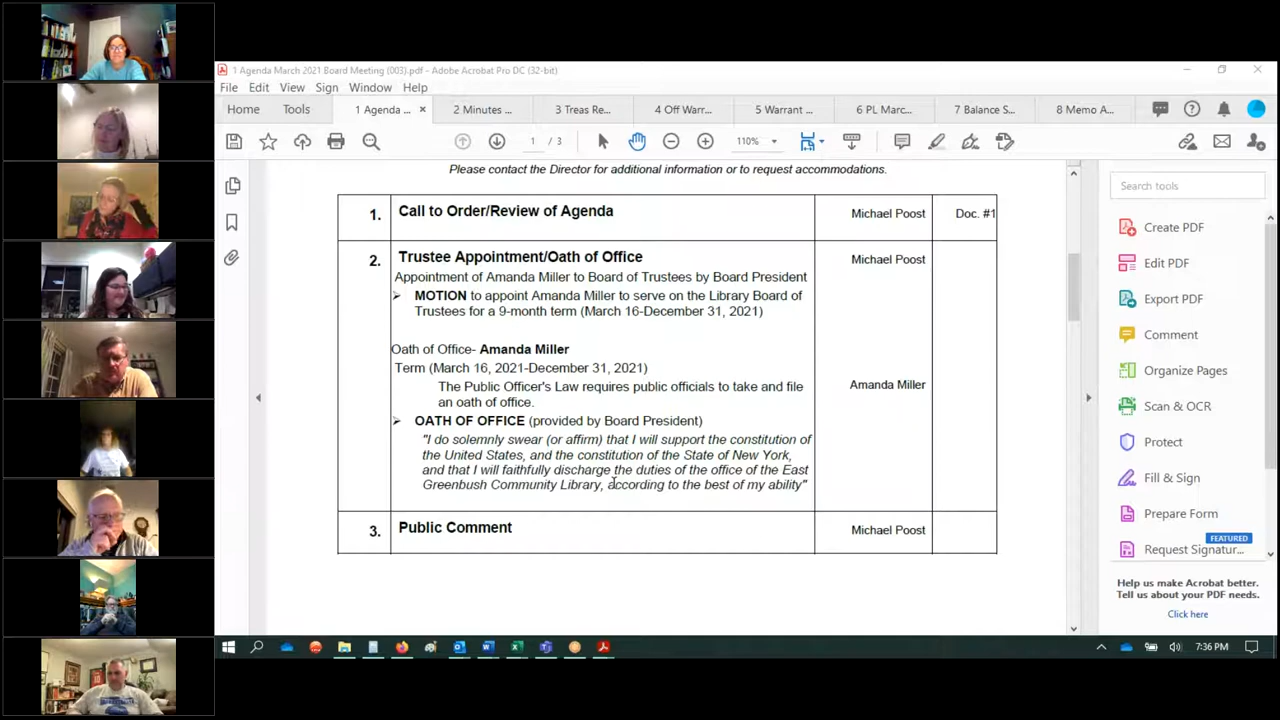 1 Agenda March 2021 Board Meeting (003).pdf - Adobe Acrobat Pro DC (32-bit)
File Edit View Sign Window Help
Home Tools 1 Agenda ... 2 Minutes ... 3 Treas Re... 4 Off Warr... 5 Warrant ... 6 PL Marc... 7 Balance S... 8 Memo A...
1 / 3 110%
Please contact the Director for additional information or to request accommodations.
1. Call to Order/Review of Agenda Michael Poost Doc. #1
2. Trustee Appointment/Oath of Office Michael Poost
Appointment of Amanda Miller to Board of Trustees by Board President
MOTION to appoint Amanda Miller to serve on the Library Board of
Trustees for a 9-month term (March 16-December 31, 2021)
Oath of Office- Amanda Miller
Term (March 16, 2021-December 31, 2021)
The Public Officer's Law requires public officials to take and file Amanda Miller
an oath of office.
OATH OF OFFICE (provided by Board President)
"I do solemnly swear (or affirm) that I will support the constitution of
the United States, and the constitution of the State of New York,
and that I will faithfully discharge the duties of the office of the East
Greenbush Community Library, according to the best of my ability"
3. Public Comment Michael Poost
Search tools
Create PDF
Edit PDF
Export PDF
Comment
Organize Pages
Scan & OCR
Protect
Fill & Sign
Prepare Form
FEATURED
Request Signatur...
Help us make Acrobat better.
Tell us about your PDF needs.
Click here
7:36 PM